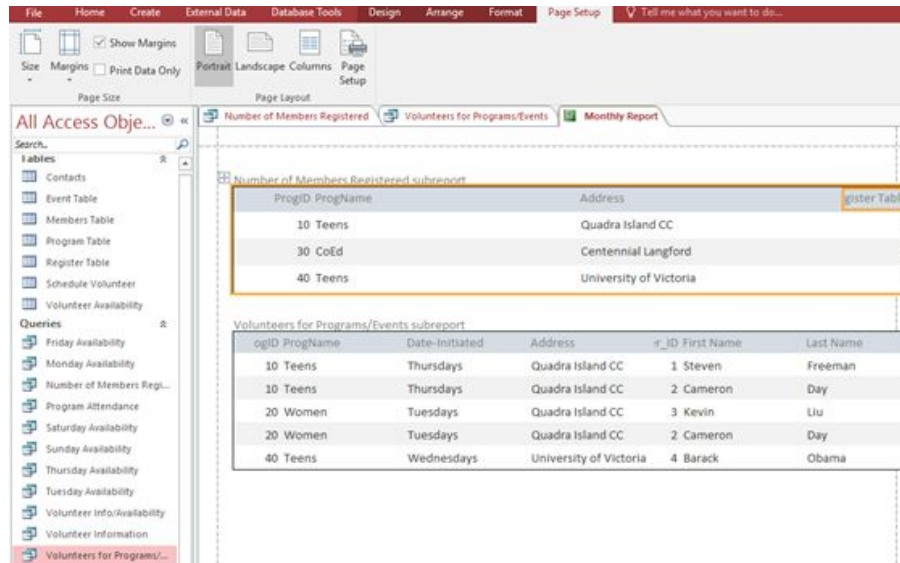 File Home Create External Data Database Tools Design Arrange Format Page Setup Tell me what you want to do...
Show Margins
Print Data Only
Size Margins Portrait Landscape Columns Page Setup
Page Size Page Layout
All Access Obje...
Search..
Tables
Contacts
Event Table
Members Table
Program Table
Register Table
Schedule Volunteer
Volunteer Availability
Queries
Friday Availability
Monday Availability
Number of Members Regi...
Program Attendance
Saturday Availability
Sunday Availability
Thursday Availability
Tuesday Availability
Volunteer Info/Availability
Volunteer Information
Volunteers for Programs/...
Number of Members Registered Volunteers for Programs/Events Monthly Report
Number of Members Registered subreport
ProgID ProgName Address gister Tabl
10 Teens Quadra Island CC
30 CoEd Centennial Langford
40 Teens University of Victoria
Volunteers for Programs/Events subreport
ogID ProgName Date-Initiated Address r_ID First Name Last Name
10 Teens Thursdays Quadra Island CC 1 Steven Freeman
10 Teens Thursdays Quadra Island CC 2 Cameron Day
20 Women Tuesdays Quadra Island CC 3 Kevin Liu
20 Women Tuesdays Quadra Island CC 2 Cameron Day
40 Teens Wednesdays University of Victoria 4 Barack Obama